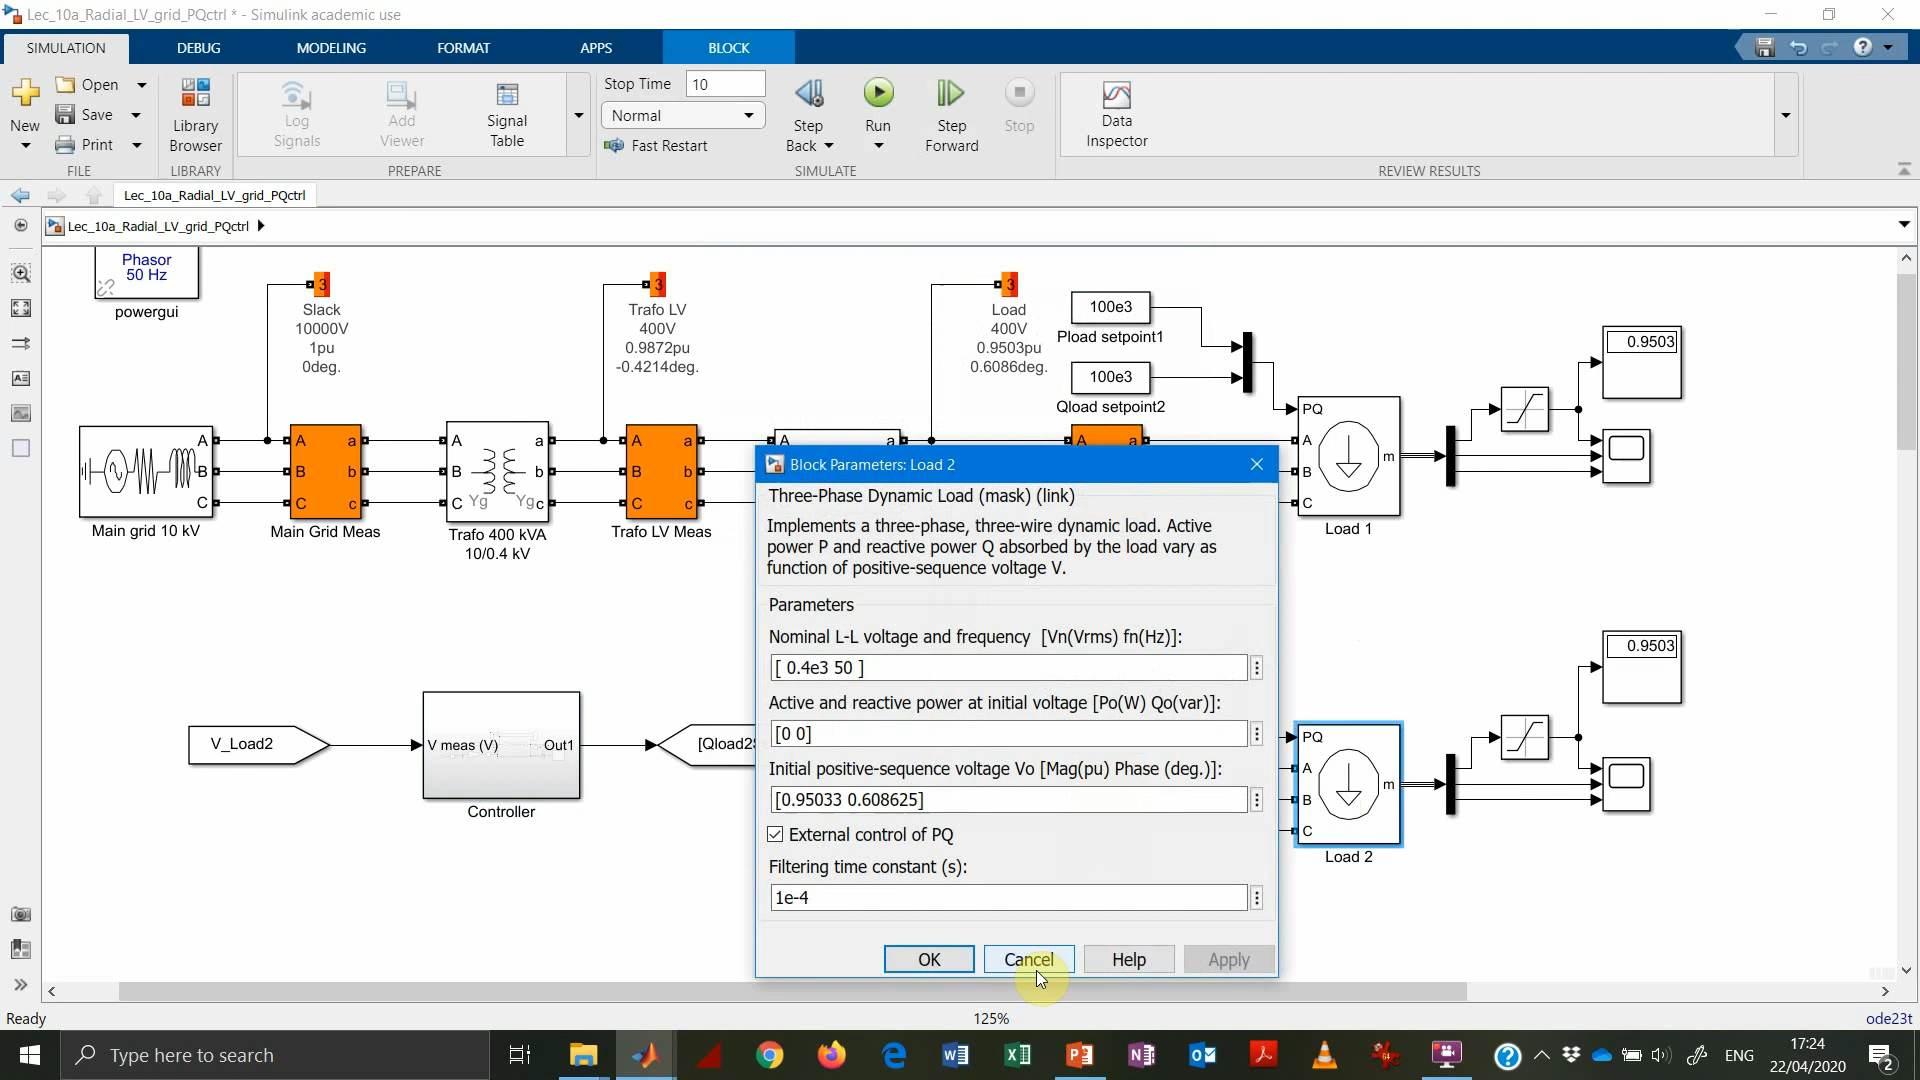 Lec_10a_Radial_LV_grid_PQctrl * - Simulink academic use
SIMULATION DEBUG MODELING FORMAT APPS BLOCK
New
Open
Save
Print
FILE
Library
Browser
LIBRARY
Log
Signals
Add
Viewer
Signal
Table
PREPARE
Stop Time 10
Normal
Fast Restart
Step
Back
Run
Step
Forward
Stop
SIMULATE
Data
Inspector
REVIEW RESULTS
Lec_10a_Radial_LV_grid_PQctrl
Lec_10a_Radial_LV_grid_PQctrl
Phasor
50 Hz
powergui
3
Slack
10000V
1pu
0deg.
3
Trafo LV
400V
0.9872pu
-0.4214deg.
3
Load
400V
0.9503pu
0.6086deg.
100e3
Pload setpoint1
100e3
Qload setpoint2
0.9503
A
B
C
Main grid 10 kV
A a
B b
C c
Main Grid Meas
A a
B b
C Yg Yg c
Trafo 400 kVA
10/0.4 kV
A a
B b
C c
Trafo LV Meas
A a
A a
PQ
A
B
C
m
Load 1
V_Load2
V meas (V) Out1
Controller
[Qload2S
PQ
A
B
C
m
Load 2
0.9503
Block Parameters: Load 2
Three-Phase Dynamic Load (mask) (link)
Implements a three-phase, three-wire dynamic load. Active
power P and reactive power Q absorbed by the load vary as
function of positive-sequence voltage V.
Parameters
Nominal L-L voltage and frequency [Vn(Vrms) fn(Hz)]:
[ 0.4e3 50 ]
Active and reactive power at initial voltage [Po(W) Qo(var)]:
[0 0]
Initial positive-sequence voltage Vo [Mag(pu) Phase (deg.)]:
[0.95033 0.608625]
External control of PQ
Filtering time constant (s):
1e-4
OK Cancel Help Apply
Ready 125% ode23t
Type here to search
ENG
17:24
22/04/2020
2